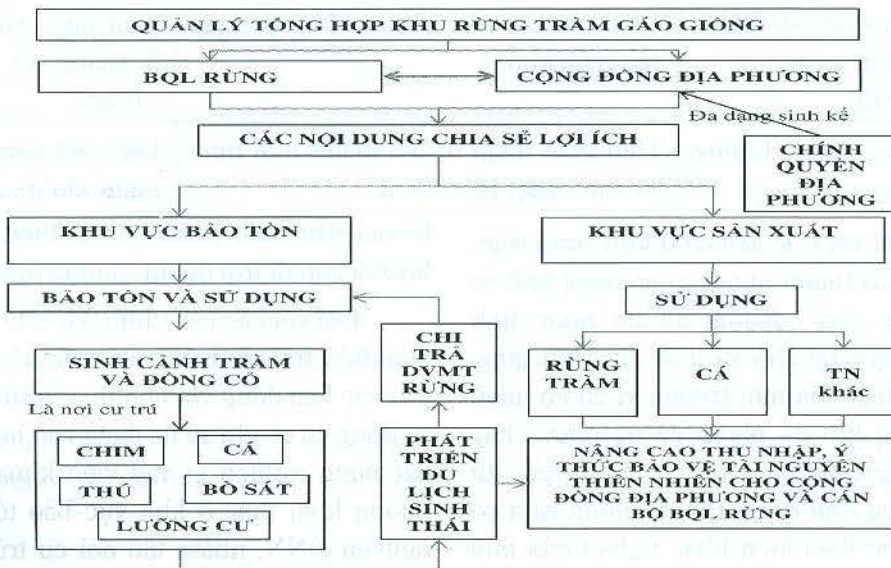 QUẢN LÝ TỔNG HỢP KHU RỪNG TRÀM GÁO GIỒNG
BQL RỪNG
CỘNG ĐỒNG ĐỊA PHƯƠNG
Đa dạng sinh kế
CÁC NỘI DUNG CHIA SẺ LỢI ÍCH
CHÍNH
QUYỀN
ĐỊA
PHƯƠNG
KHU VỰC BẢO TỒN
KHU VỰC SẢN XUẤT
BẢO TỒN VÀ SỬ DỤNG
SỬ DỤNG
SINH CẢNH TRÀM
VÀ ĐỒNG CỎ
CHI
TRẢ
DVMT
RỪNG
RỪNG
TRÀM
CÁ
TN
khác
Là nơi cư trú
CHIM
CÁ
THÚ
BÒ SÁT
LƯỠNG CƯ
PHÁT
TRIỂN
DU
LỊCH
SINH
THÁI
NÂNG CAO THU NHẬP, Ý
THỨC BẢO VỆ TÀI NGUYÊN
THIÊN NHIÊN CHO CỘNG
ĐỒNG ĐỊA PHƯƠNG VÀ CÁN
BỘ BQL RỪNG